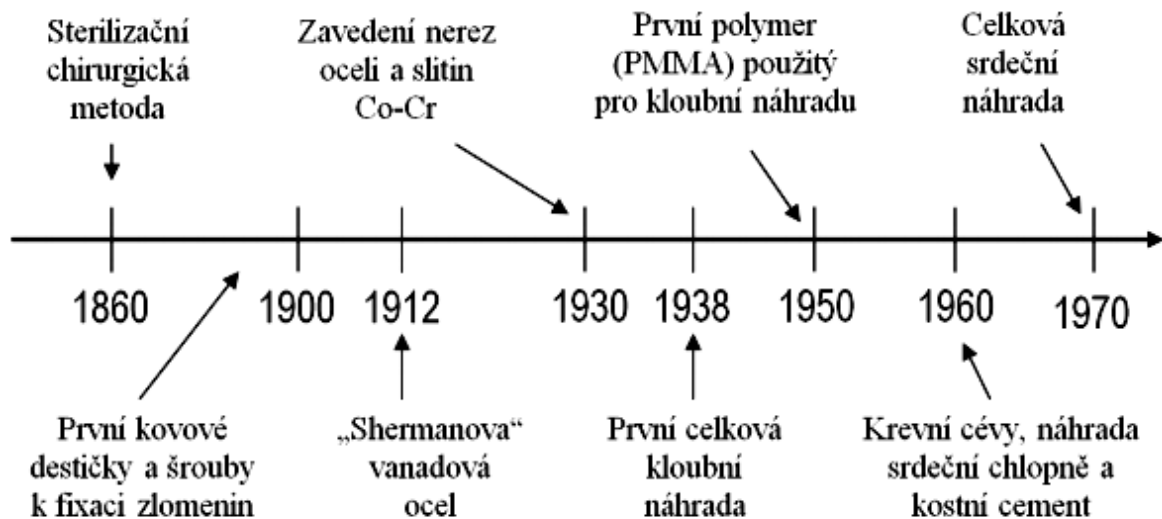 Sterilizační
chirurgická
metoda
Zavedení nerez
oceli a slitin
Co-Cr
První polymer
(PMMA) použitý
pro kloubní náhradu
Celková
srdeční
náhrada
1860
1900
1912
1930
1938
1950
1960
1970
První kovové
destičky a šrouby
k fixaci zlomenin
„Shermanova“
vanadová
ocel
První celková
kloubní
náhrada
Krevní cévy, náhrada
srdeční chlopně a
kostní cement